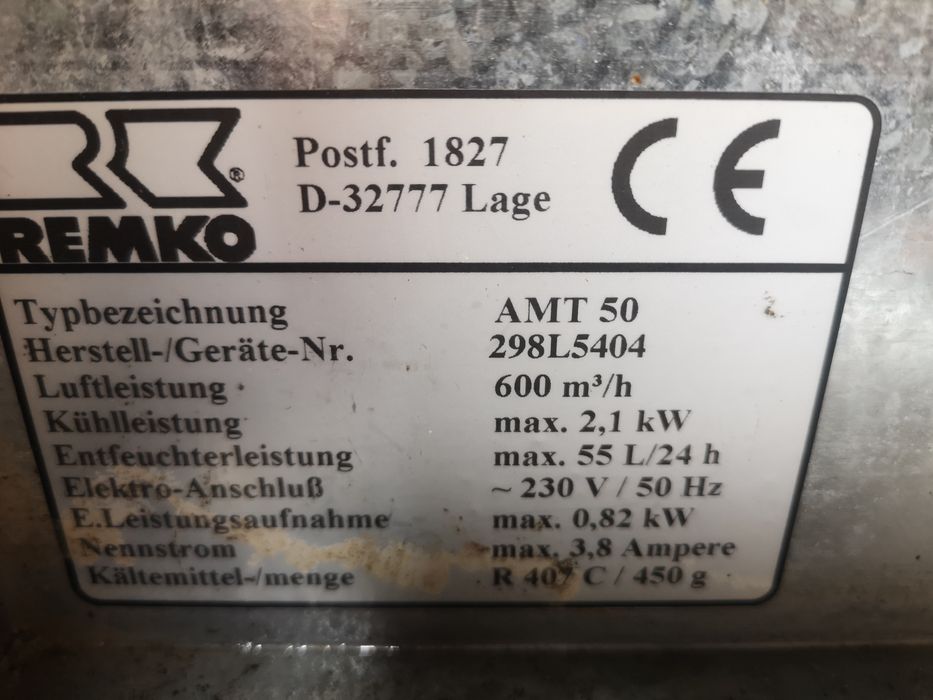 REMKO®
Postf. 1827
D-32777 Lage
CE
Typbezeichnung AMT 50
Herstell-/Geräte-Nr. 298L5404
Luftleistung 600 m³/h
Kühlleistung max. 2,1 kW
Entfeuchterleistung max. 55 L/24 h
Elektro-Anschluß ~ 230 V / 50 Hz
E.Leistungsaufnahme max. 0,82 kW
Nennstrom max. 3,8 Ampere
Kältemittel-/menge R 407 C / 450 g